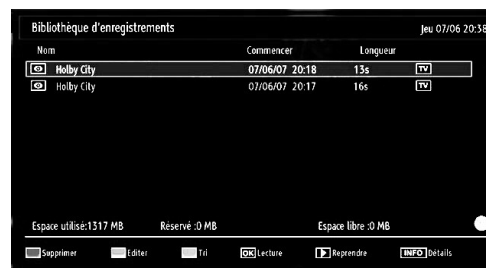 Bibliothèque d'enregistrements Jeu 07/06 20:38
Nom Commencer Longueur
Holby City 07/06/07 20:18 13s TV
Holby City 07/06/07 20:17 16s TV
Espace utilisé:1317 MB Réservé :0 MB Espace libre :0 MB
Supprimer Editer Tri OK Lecture Reprendre INFO Détails